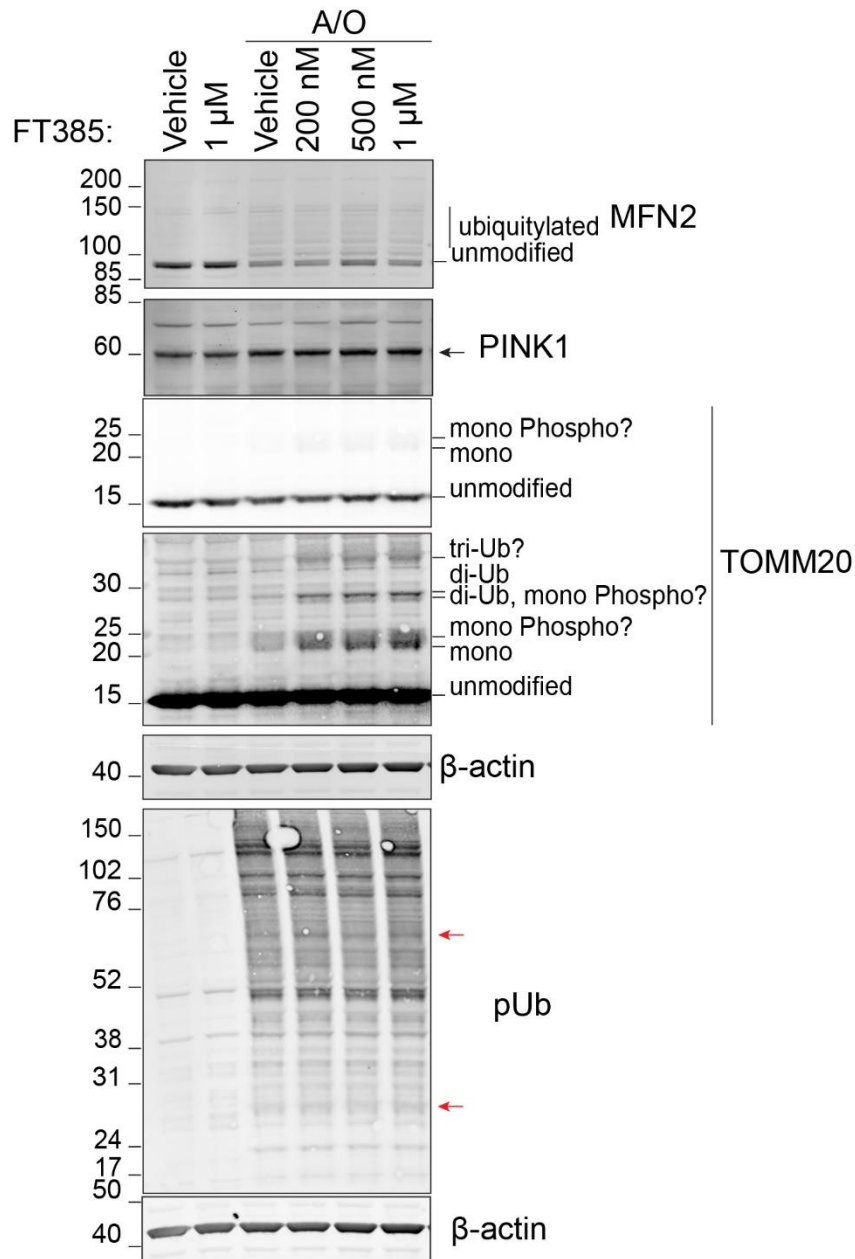 A/O
FT385:
Vehicle
1 µM
Vehicle
200 nM
500 nM
1 µM
200
150
100
85
ubiquitylated
unmodified
MFN2
85
60
PINK1
25
20
15
mono Phospho?
mono
unmodified
30
25
20
15
tri-Ub?
di-Ub
di-Ub, mono Phospho?
mono Phospho?
mono
unmodified
TOMM20
40
β-actin
150
102
76
52
38
31
24
17
pUb
50
40
β-actin